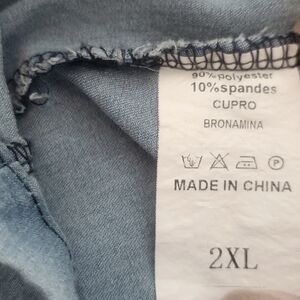 90%polyester
10%spandes
CUPRO
BRONAMINA
P
MADE IN CHINA
2XL